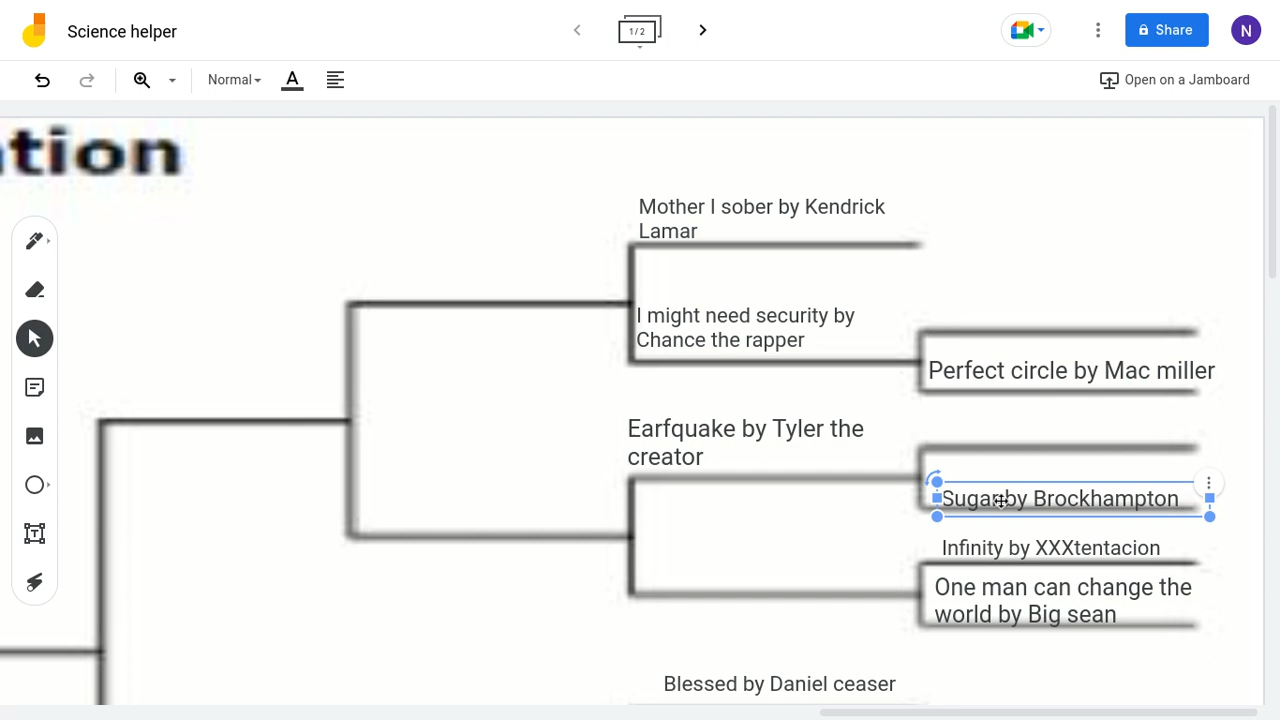 Science helper
1 / 2
Share
N
Normal
A
Open on a Jamboard
ation
Mother I sober by Kendrick
Lamar
I might need security by
Chance the rapper
Perfect circle by Mac miller
Earfquake by Tyler the
creator
Sugar by Brockhampton
Infinity by XXXtentacion
One man can change the
world by Big sean
Blessed by Daniel ceaser